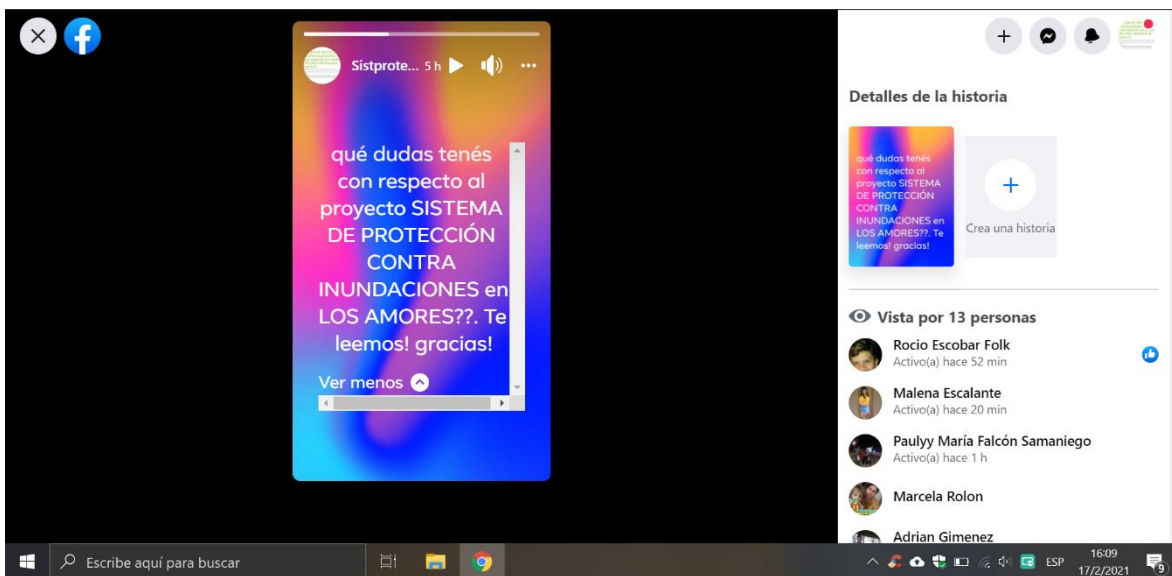 Sistprote... 5 h
qué dudas tenés
con respecto al
proyecto SISTEMA
DE PROTECCIÓN
CONTRA
INUNDACIONES en
LOS AMORES??. Te
leemos! gracias!
Ver menos
Detalles de la historia
qué dudas tenés
con respecto al
proyecto SISTEMA
DE PROTECCIÓN
CONTRA
INUNDACIONES en
LOS AMORES??. Te
leemos! gracias!
Crea una historia
Vista por 13 personas
Rocio Escobar Folk
Activo(a) hace 52 min
Malena Escalante
Activo(a) hace 20 min
Paulyy María Falcón Samaniego
Activo(a) hace 1 h
Marcela Rolon
Adrian Gimenez
Escribe aquí para buscar
ESP
16:09
17/2/2021
9